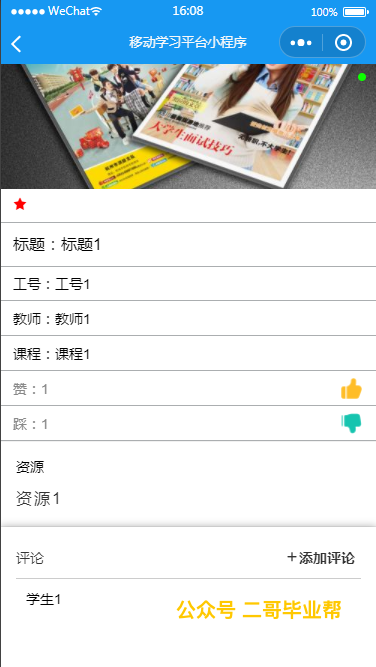 WeChat 16:08 100%
移动学习平台小程序
大学生面试技巧
标题：标题1
工号：工号1
教师：教师1
课程：课程1
赞：1
踩：1
资源
资源1
评论 +添加评论
学生1
公众号 二哥毕业帮